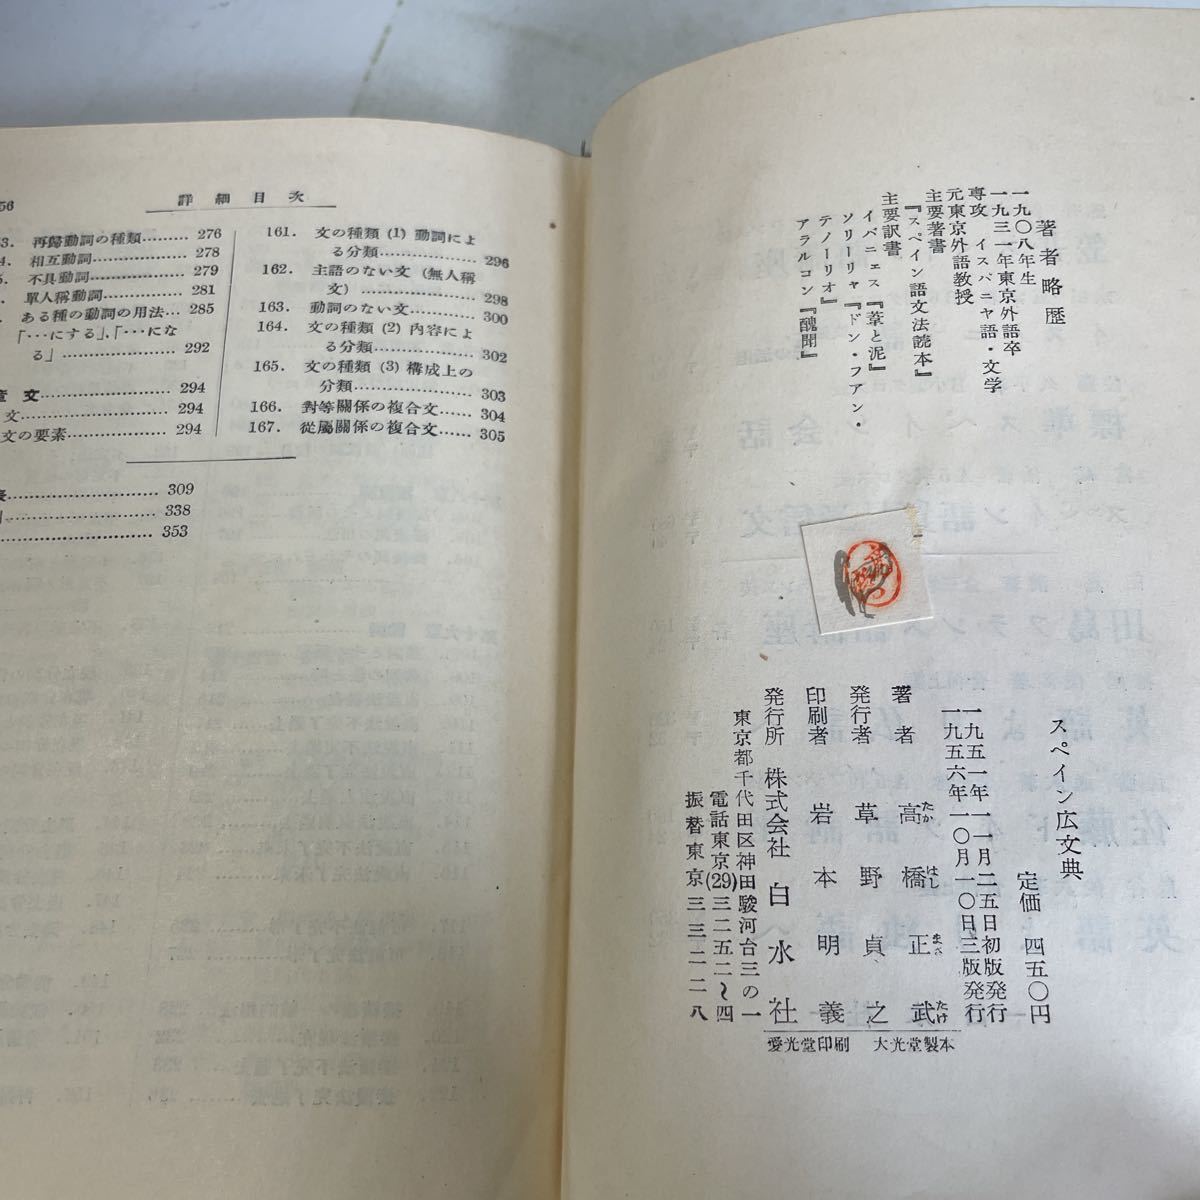 56
詳細目次
再歸動詞の種類……… 276
相互動詞……… 278
不具動詞……… 279
單人稱動詞……… 281
ある種の動詞の用法…… 285
「…にする」、「…にな
る」……… 292
文……… 294
文……… 294
文の要素……… 294
161. 文の種類 (1) 動詞によ
る分類……… 296
162. 主語のない文 (無人稱
文)……… 298
163. 動詞のない文……… 300
164. 文の種類 (2) 内容によ
る分類……… 302
165. 文の種類 (3) 構成上の
分類……… 303
166. 對等關係の複合文…… 304
167. 從屬關係の複合文…… 305
309
338
353
著者略歴
一九〇八年生
一九三一年東京外語卒
専攻 イスパニヤ語・文学
元東京外語教授
主要著書
『スペイン語文法読本』
主要訳書
イバニェス『葦と泥』
ソリーリャ『ドン・フアン・
テノーリオ』
アラルコン『醜聞』
スペイン広文典
定価 四五〇円
一九五一年一一月二五日初版発行
一九五六年一〇月一〇日三版発行
著者 高橋正武
たか はし まさ たけ
発行者 草野貞之
印刷者 岩本明義
発行所 株式会社 白水社
東京都千代田区神田駿河台三の一
電話東京(29)三二五二〜四
振替東京三三二二八
愛光堂印刷 大光堂製本